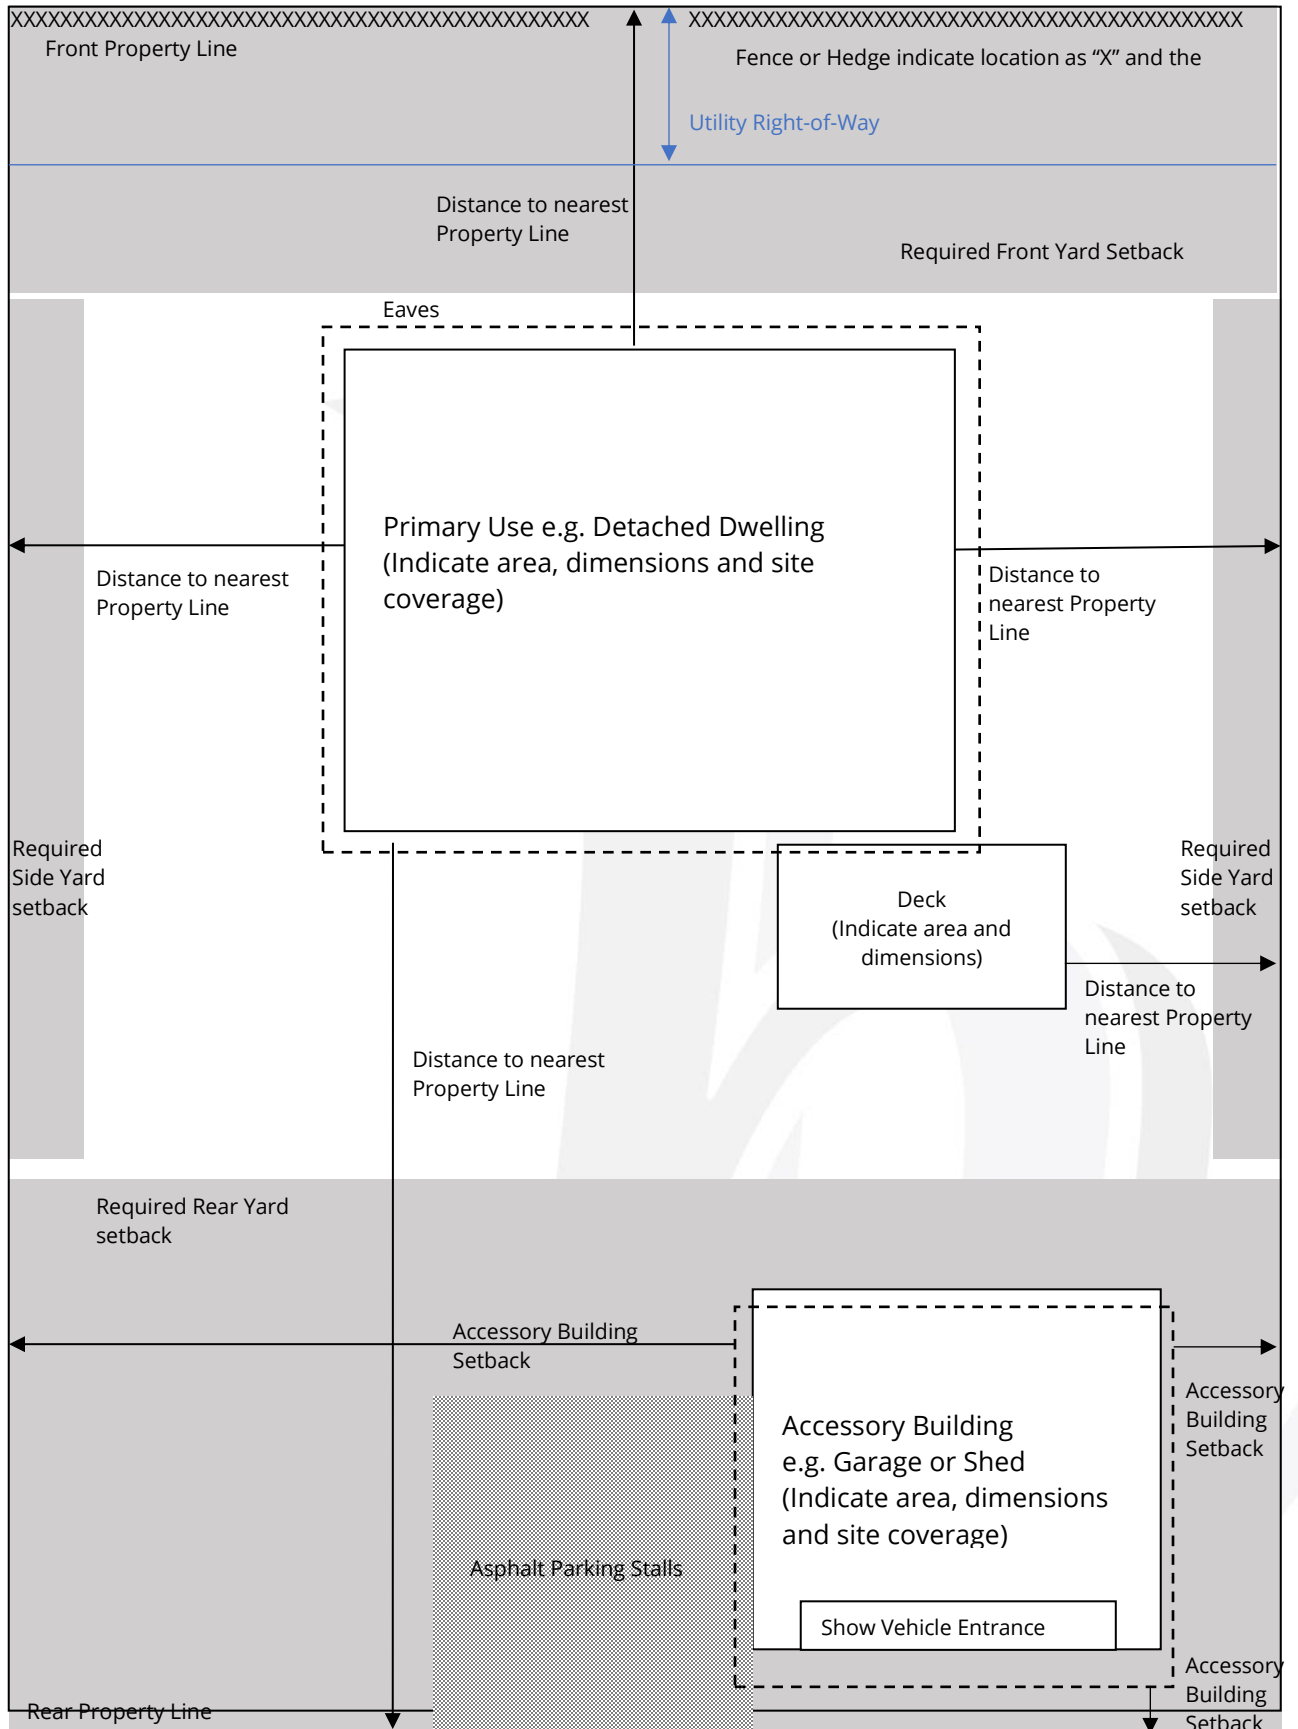 XXXXXXXXXXXXXXXXXXXXXXXXXXXXXXXXXXXXXXXXXXXXXXX XXXXXXXXXXXXXXXXXXXXXXXXXXXXXXXXXXXXXXXXXXXXX
Front Property Line
Fence or Hedge indicate location as “X” and the
Utility Right-of-Way
Distance to nearest
Property Line
Required Front Yard Setback
Eaves
Primary Use e.g. Detached Dwelling
(Indicate area, dimensions and site
coverage)
Distance to nearest
Property Line
Distance to
nearest Property
Line
Required
Side Yard
setback
Required
Side Yard
setback
Deck
(Indicate area and
dimensions)
Distance to
nearest Property
Line
Distance to nearest
Property Line
Required Rear Yard
setback
Accessory Building
Setback
Accessory
Building
Setback
Accessory Building
e.g. Garage or Shed
(Indicate area, dimensions
and site coverage)
Asphalt Parking Stalls
Show Vehicle Entrance
Accessory
Building
Setback
Rear Property Line